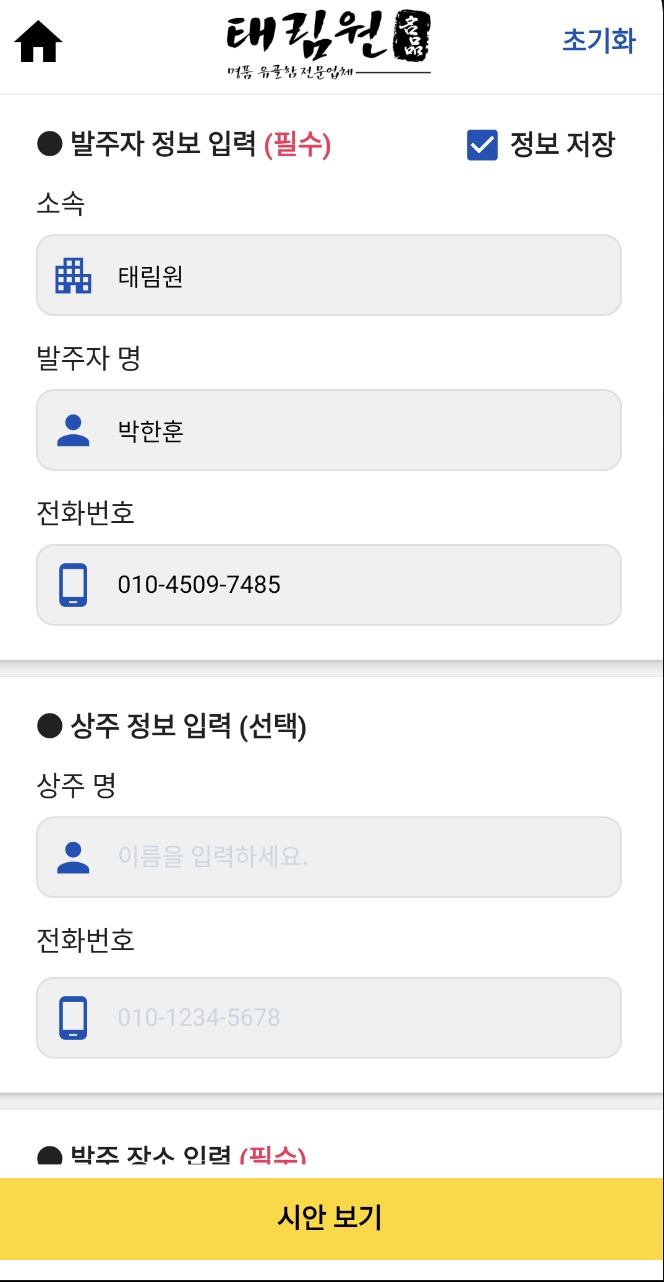 태림원 名品
명품 유골함 전문업체
초기화
● 발주자 정보 입력 (필수)
정보 저장
소속
태림원
발주자 명
박한훈
전화번호
010-4509-7485
● 상주 정보 입력 (선택)
상주 명
이름을 입력하세요.
전화번호
010-1234-5678
● 발주 장소 입력 (필수)
시안 보기